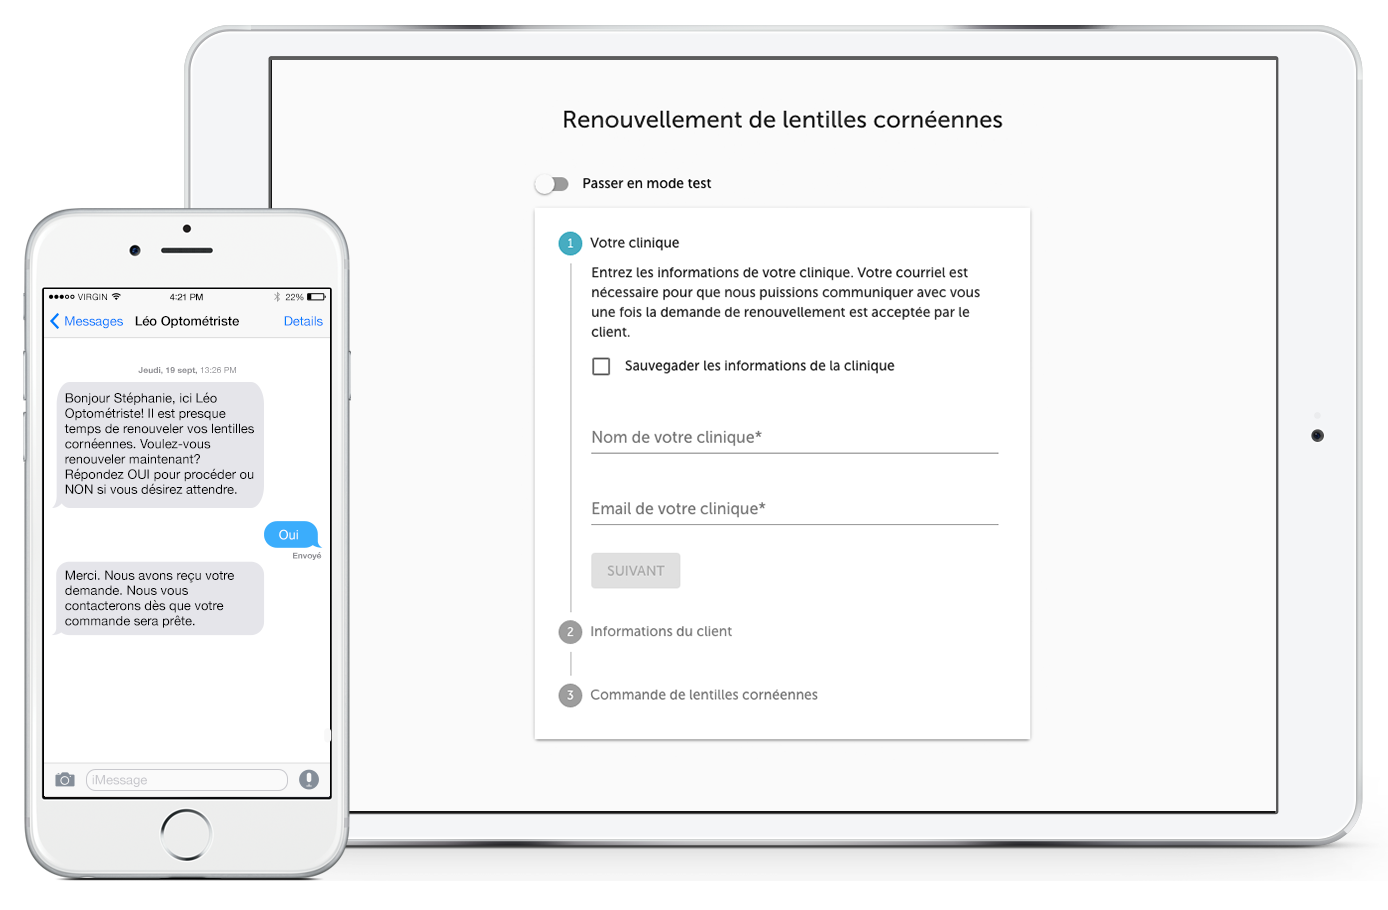 Renouvellement de lentilles cornéennes
Passer en mode test
1 Votre clinique
Entrez les informations de votre clinique. Votre courriel est
nécessaire pour que nous puissions communiquer avec vous
une fois la demande de renouvellement est acceptée par le
client.
Sauvegader les informations de la clinique
Nom de votre clinique*
Email de votre clinique*
SUIVANT
2 Informations du client
3 Commande de lentilles cornéennes
VIRGIN 4:21 PM 22%
Messages Léo Optométriste Details
Jeudi, 19 sept, 13:26 PM
Bonjour Stéphanie, ici Léo
Optométriste! Il est presque
temps de renouveler vos lentilles
cornéennes. Voulez-vous
renouveler maintenant?
Répondez OUI pour procéder ou
NON si vous désirez attendre.
Oui
Envoyé
Merci. Nous avons reçu votre
demande. Nous vous
contacterons dès que votre
commande sera prête.
iMessage